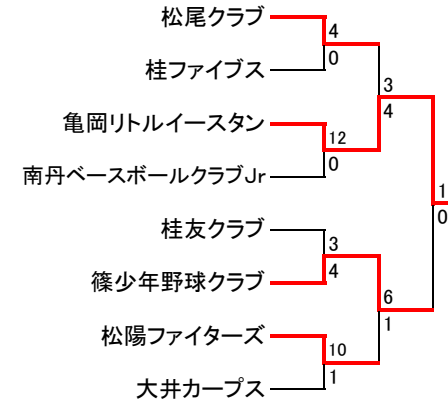 松尾クラブ
4
0
桂ファイブス
3
4
亀岡リトルイースタン
12
0
南丹ベースボールクラブJr
1
0
桂友クラブ
3
4
篠少年野球クラブ
6
1
松陽ファイターズ
10
1
大井カープス